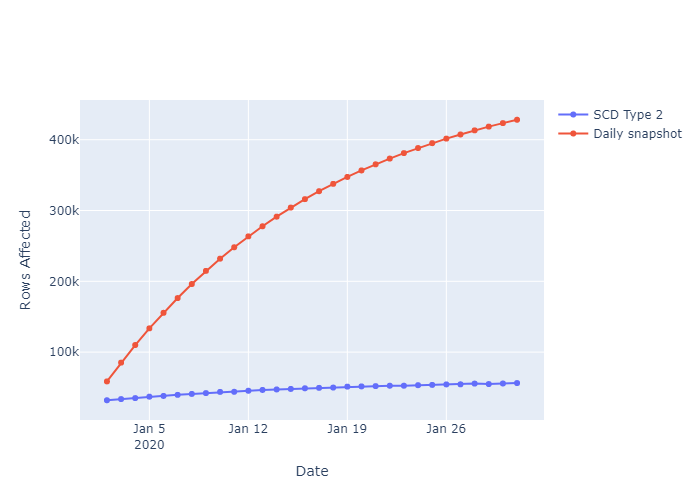 SCD Type 2
Daily snapshot
400k
300k
200k
100k
Rows Affected
Jan 5
2020
Jan 12
Jan 19
Jan 26
Date